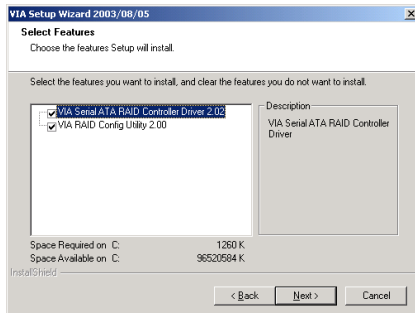 VIA Setup Wizard 2003/08/05
Select Features
Choose the features Setup will install.
Select the features you want to install, and clear the features you do not want to install.
VIA Serial ATA RAID Controller Driver 2.02
VIA RAID Config Utility 2.00
Description
VIA Serial ATA RAID Controller
Driver
Space Required on C: 1260 K
Space Available on C: 96520584 K
InstallShield
< Back Next > Cancel